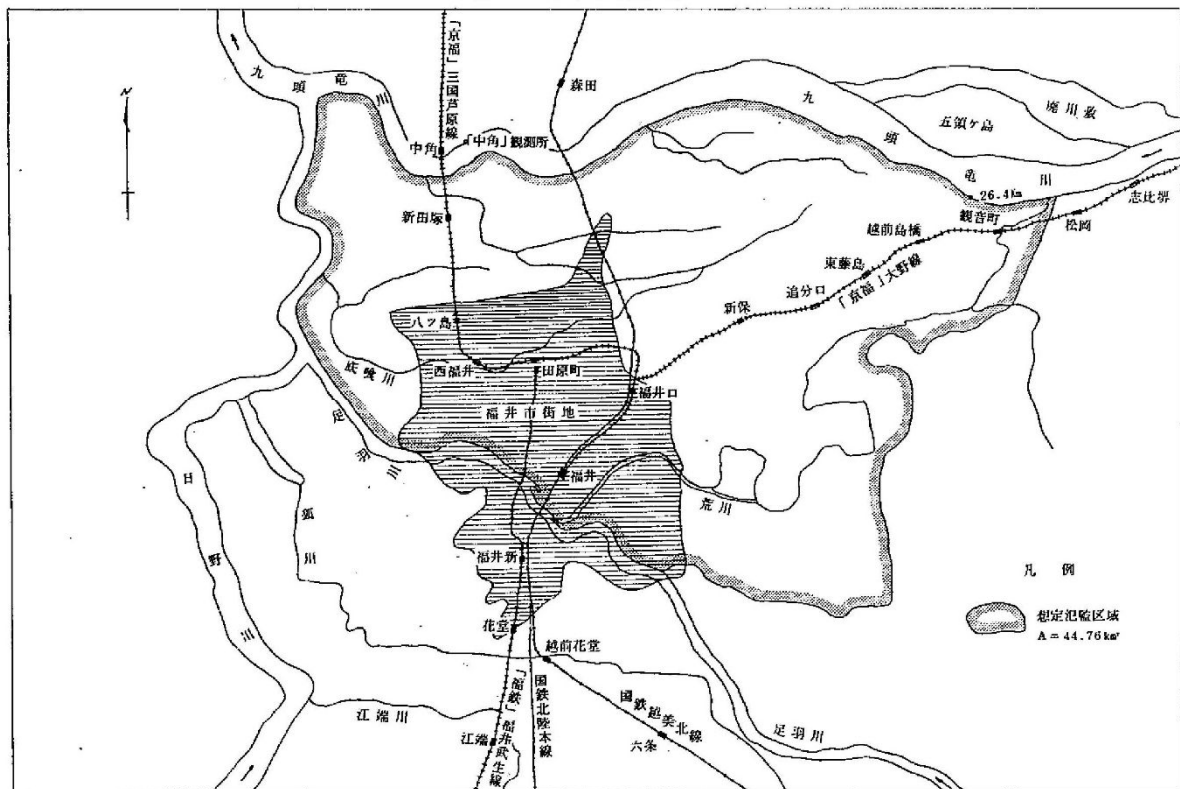 九頭竜川
「京福」三国芦原線
森田
九頭竜川
五領ヶ島
廃川敷
N
中角
「中角」観測所
26.4Km
志比堺
松岡
観音町
越前島橋
東藤島
「京福」大野線
追分口
新保
新田塚
八ツ島
底喰川
西福井
田原町
福井口
福井市街地
足羽川
福井
荒川
日野川
狐川
福井新
花堂
越前花堂
凡例
想定氾濫区域
A=44.76km²
江端川
江端
「福鉄」福井武生線
国鉄北陸本線
国鉄越美北線
六条
足羽川